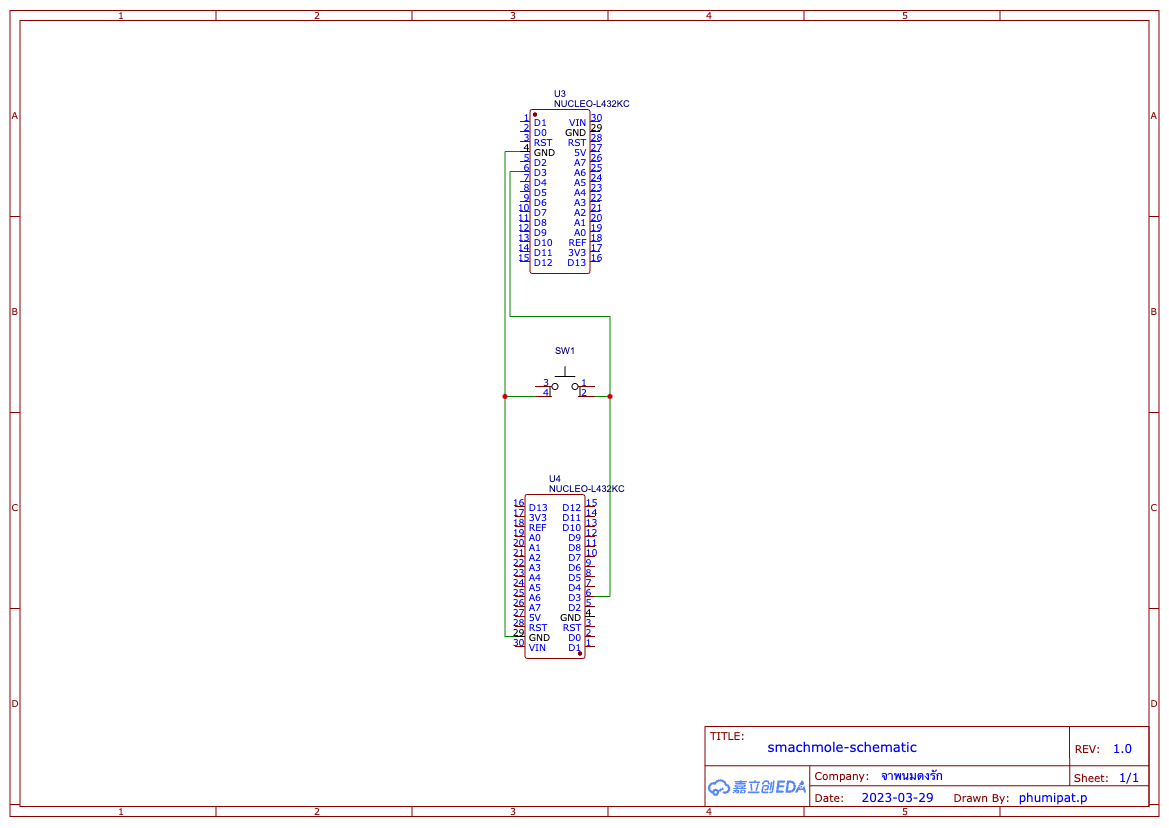 1 2 3 4 5
A A
B B
C C
D D
U3
NUCLEO-L432KC
1 D1 VIN 30
2 D0 GND 29
3 RST RST 28
4 GND 5V 27
5 D2 A7 26
6 D3 A6 25
7 D4 A5 24
8 D5 A4 23
9 D6 A3 22
10 D7 A2 21
11 D8 A1 20
12 D9 A0 19
13 D10 REF 18
14 D11 3V3 17
15 D12 D13 16
SW1
3 1
4 2
U4
NUCLEO-L432KC
16 D13 D12 15
17 3V3 D11 14
18 REF D10 13
19 A0 D9 12
20 A1 D8 11
21 A2 D7 10
22 A3 D6 9
23 A4 D5 8
24 A5 D4 7
25 A6 D3 6
26 A7 D2 5
27 5V GND 4
28 RST RST 3
29 GND D0 2
30 VIN D1 1
TITLE:
smachmole-schematic
REV: 1.0
嘉立创EDA
Company: จาพนมดงรัก
Sheet: 1/1
Date: 2023-03-29 Drawn By: phumipat.p
1 2 3 4 5